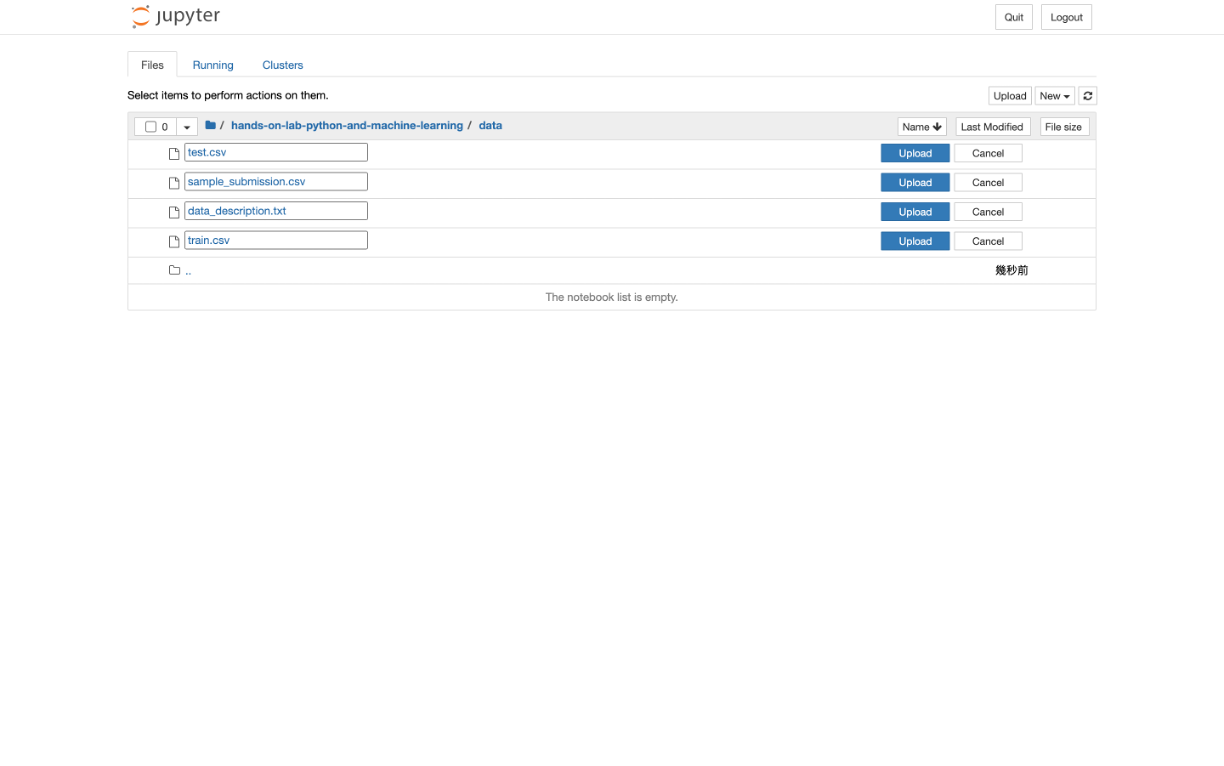 jupyter
Quit Logout
Files Running Clusters
Select items to perform actions on them.
Upload New
0 / hands-on-lab-python-and-machine-learning / data Name Last Modified File size
test.csv Upload Cancel
sample_submission.csv Upload Cancel
data_description.txt Upload Cancel
train.csv Upload Cancel
.. 幾秒前
The notebook list is empty.